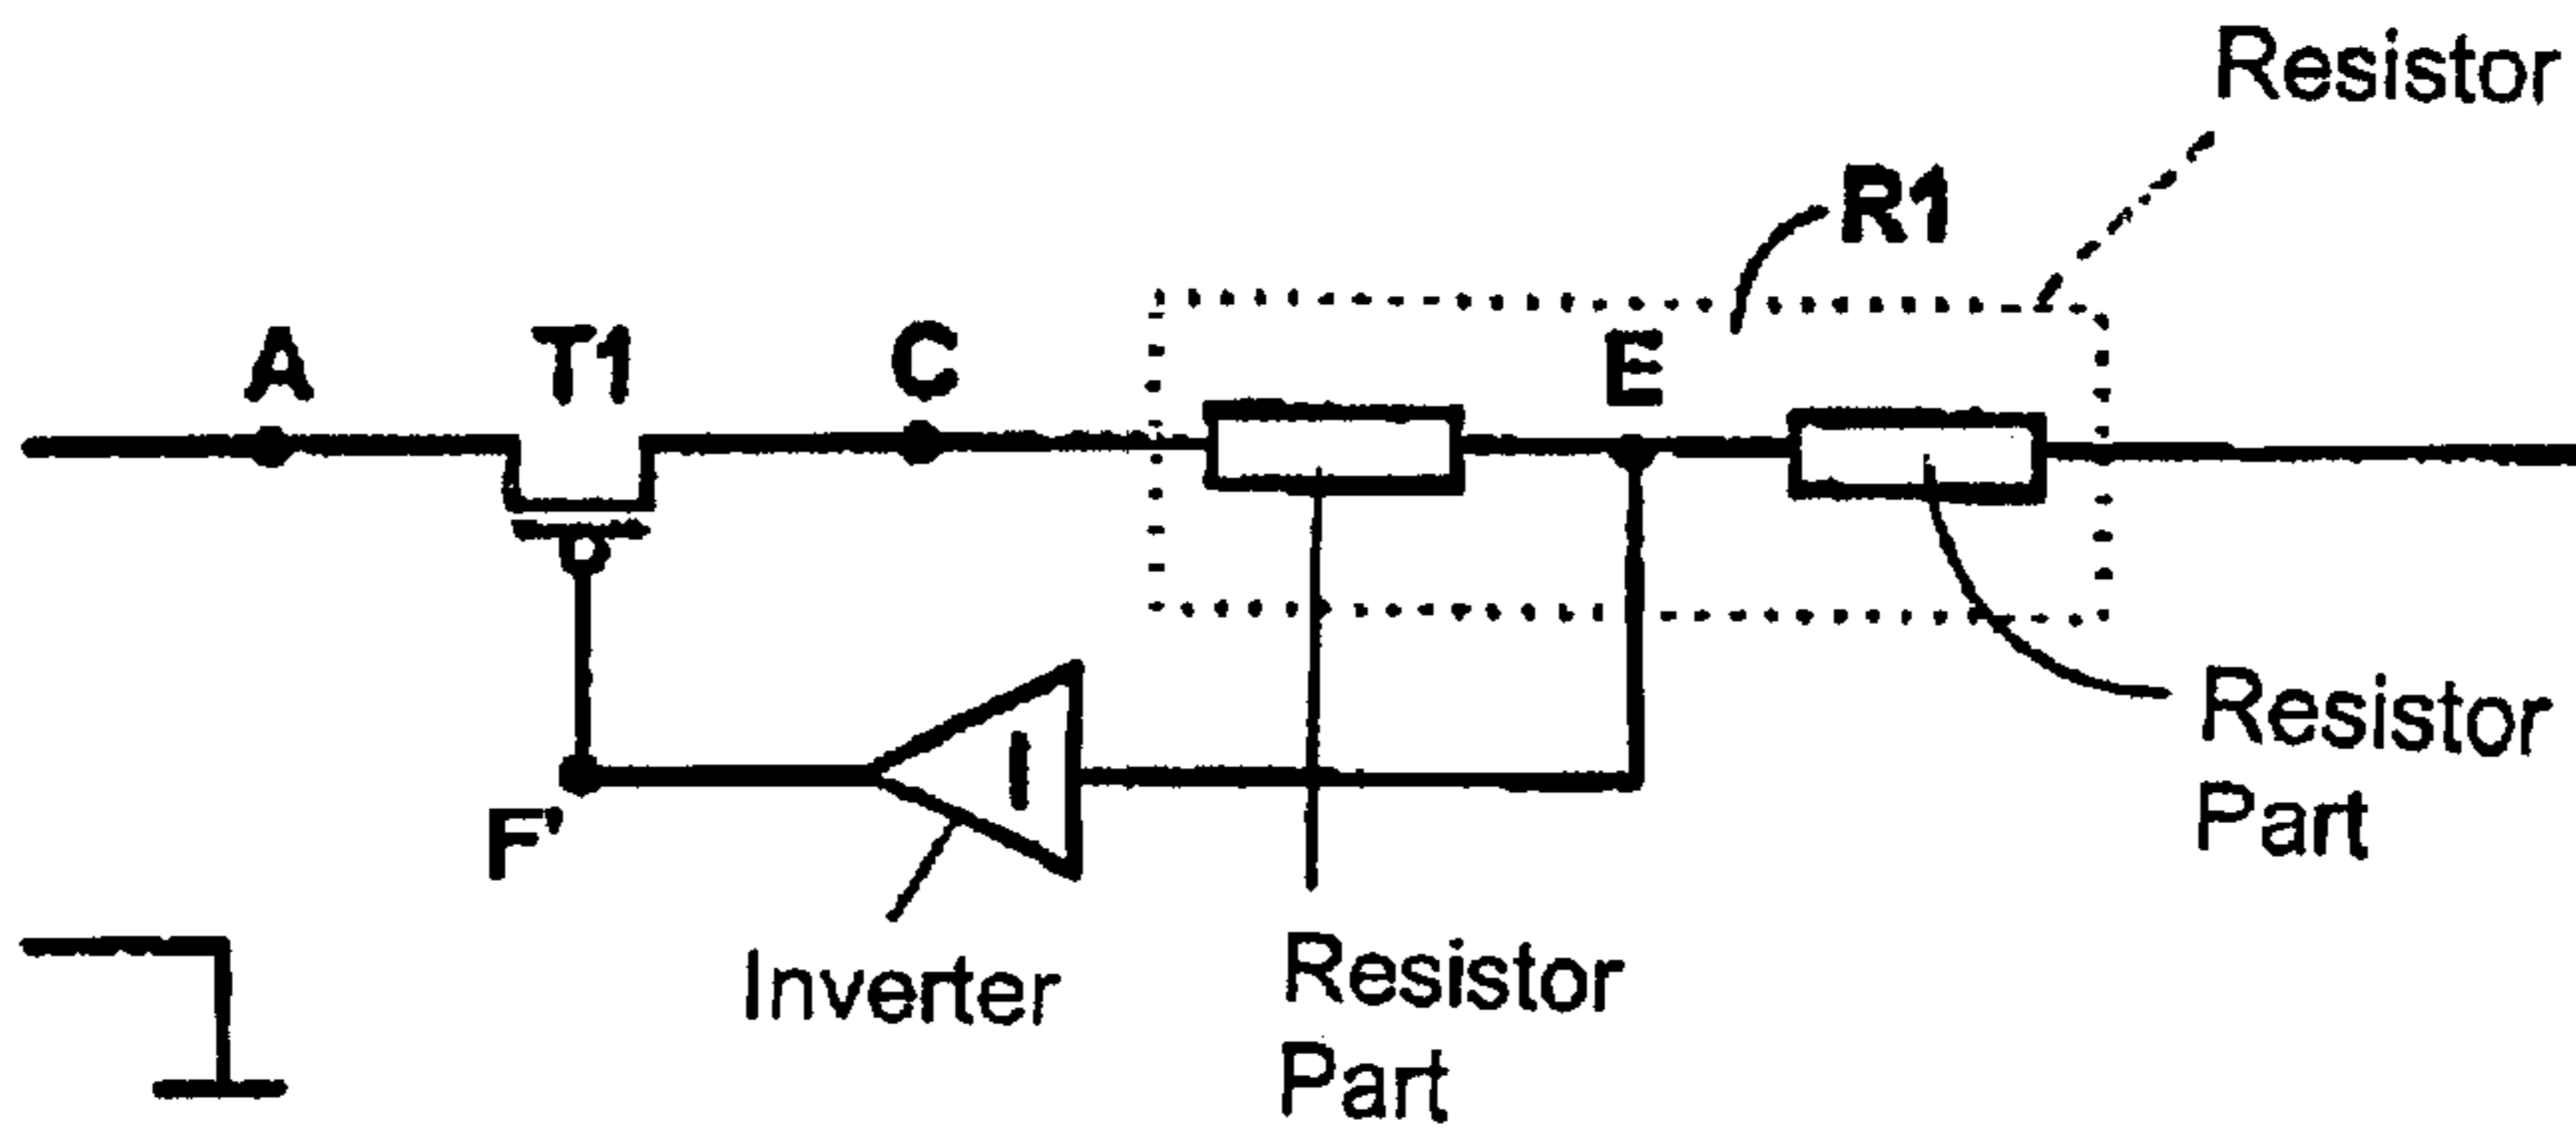 Resistor
R1
A
T1
C
E
I
F'
Inverter
Resistor
Part
Resistor
Part